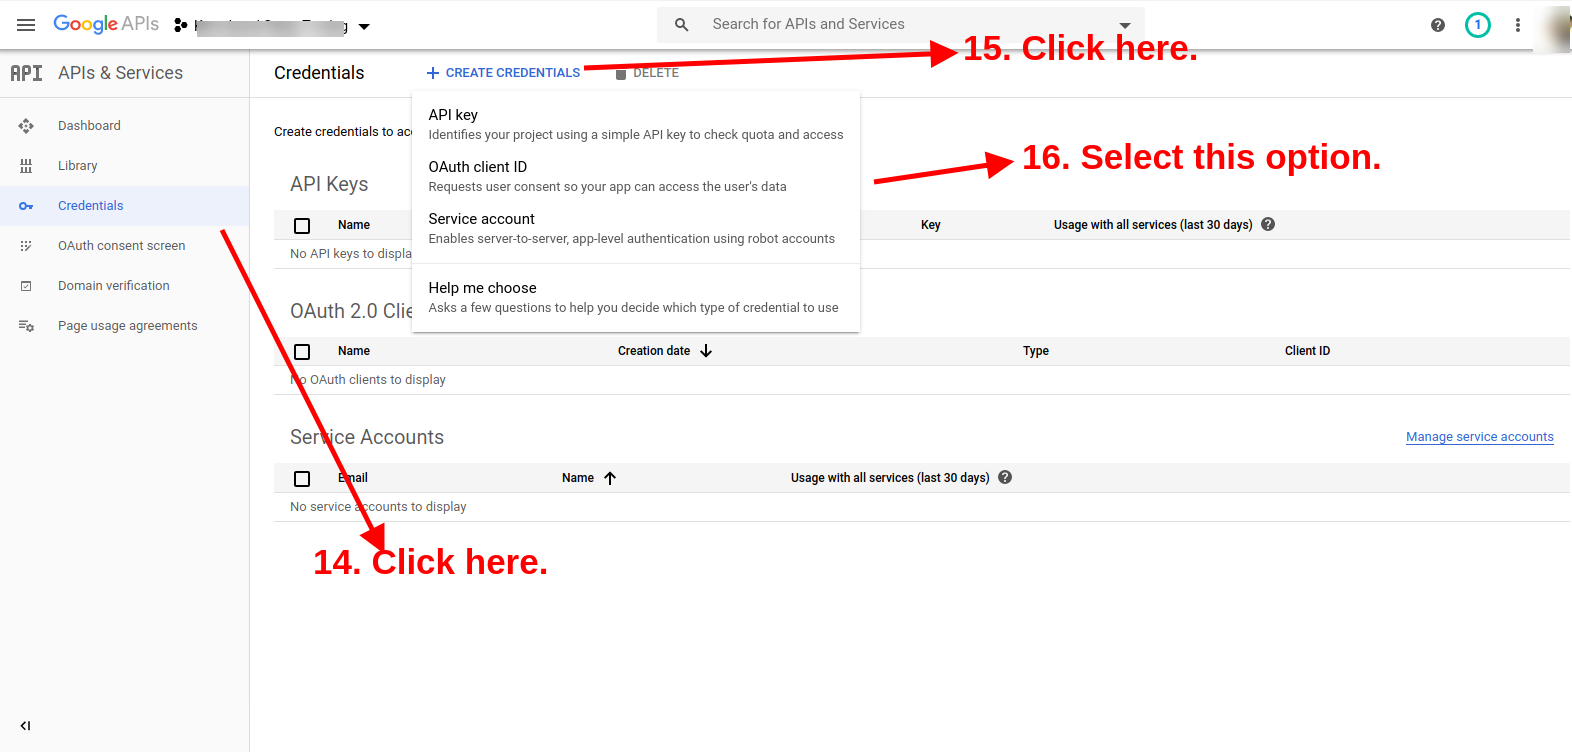 Google APIs
Search for APIs and Services
1
15. Click here.
API APIs & Services
Credentials
CREATE CREDENTIALS
DELETE
Dashboard
Library
Credentials
OAuth consent screen
Domain verification
Page usage agreements
Create credentials to acc
API key
Identifies your project using a simple API key to check quota and access
OAuth client ID
Requests user consent so your app can access the user's data
Service account
Enables server-to-server, app-level authentication using robot accounts
Help me choose
Asks a few questions to help you decide which type of credential to use
16. Select this option.
API Keys
Name
Key
Usage with all services (last 30 days)
No API keys to displa
OAuth 2.0 Clie
Name
Creation date
Type
Client ID
No OAuth clients to display
Service Accounts
Manage service accounts
Email
Name
Usage with all services (last 30 days)
No service accounts to display
14. Click here.